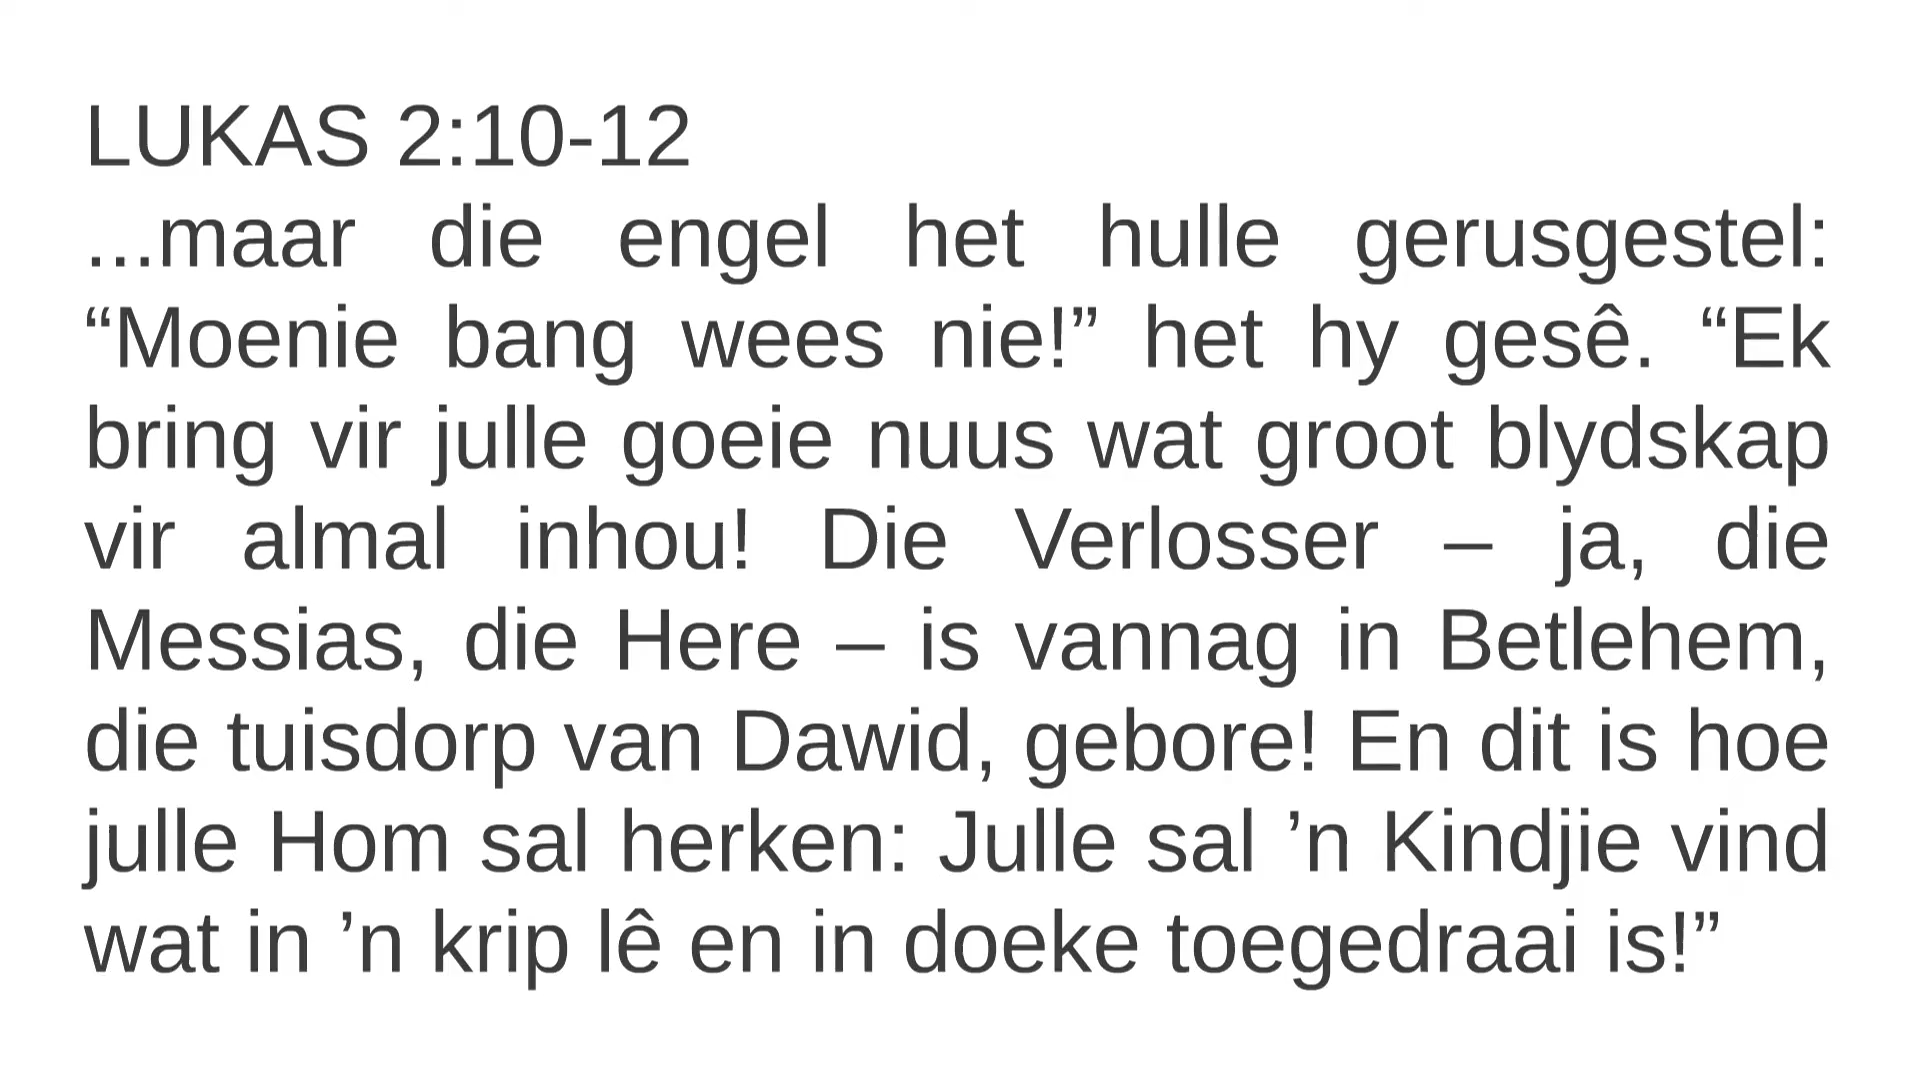 LUKAS 2:10-12
...maar die engel het hulle gerusgestel:
“Moenie bang wees nie!” het hy gesê. “Ek
bring vir julle goeie nuus wat groot blydskap
vir almal inhou! Die Verlosser – ja, die
Messias, die Here – is vannag in Betlehem,
die tuisdorp van Dawid, gebore! En dit is hoe
julle Hom sal herken: Julle sal ’n Kindjie vind
wat in ’n krip lê en in doeke toegedraai is!”